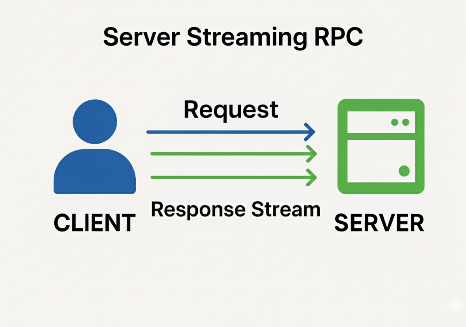 Server Streaming RPC
Request
Response Stream
CLIENT
SERVER